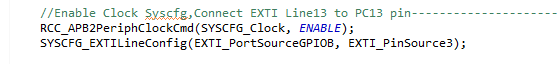 //Enable Clock Syscfg,Connect EXTI Line13 to PC13 pin-----------------------
RCC_APB2PeriphClockCmd(SYSCFG_Clock, ENABLE);
SYSCFG_EXTILineConfig(EXTI_PortSourceGPIOB, EXTI_PinSource3);